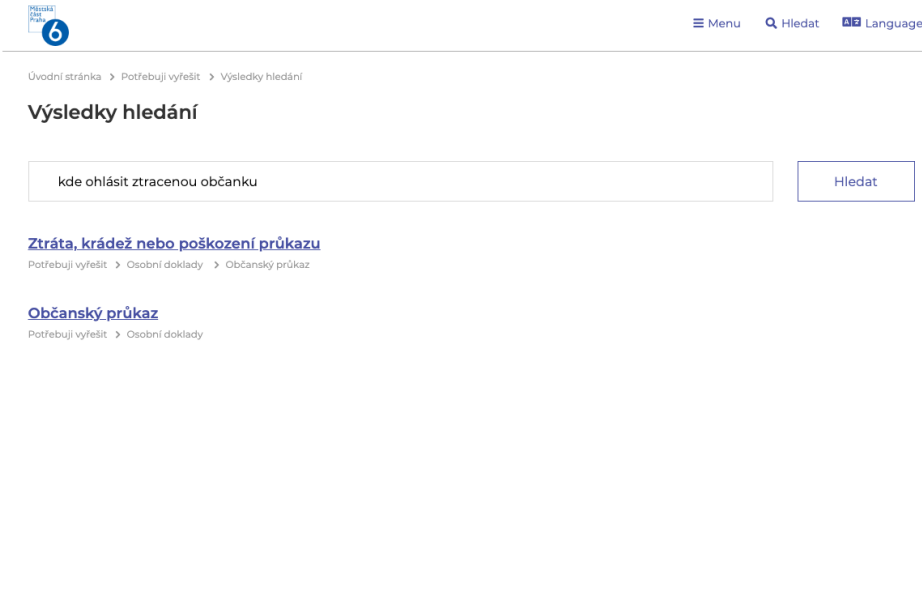 Městská
část
Praha
6
Menu
Hledat
Language
Úvodní stránka > Potřebuji vyřešit > Výsledky hledání
Výsledky hledání
kde ohlásit ztracenou občanku
Hledat
Ztráta, krádež nebo poškození průkazu
Potřebuji vyřešit > Osobní doklady > Občanský průkaz
Občanský průkaz
Potřebuji vyřešit > Osobní doklady